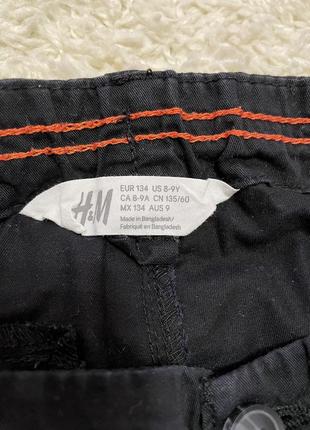 H&M
EUR 134 US 8-9Y
CA 8-9A CN 135/60
MX 134 AUS 9
Made in Bangladesh/
Fabriqué en Bangladesh